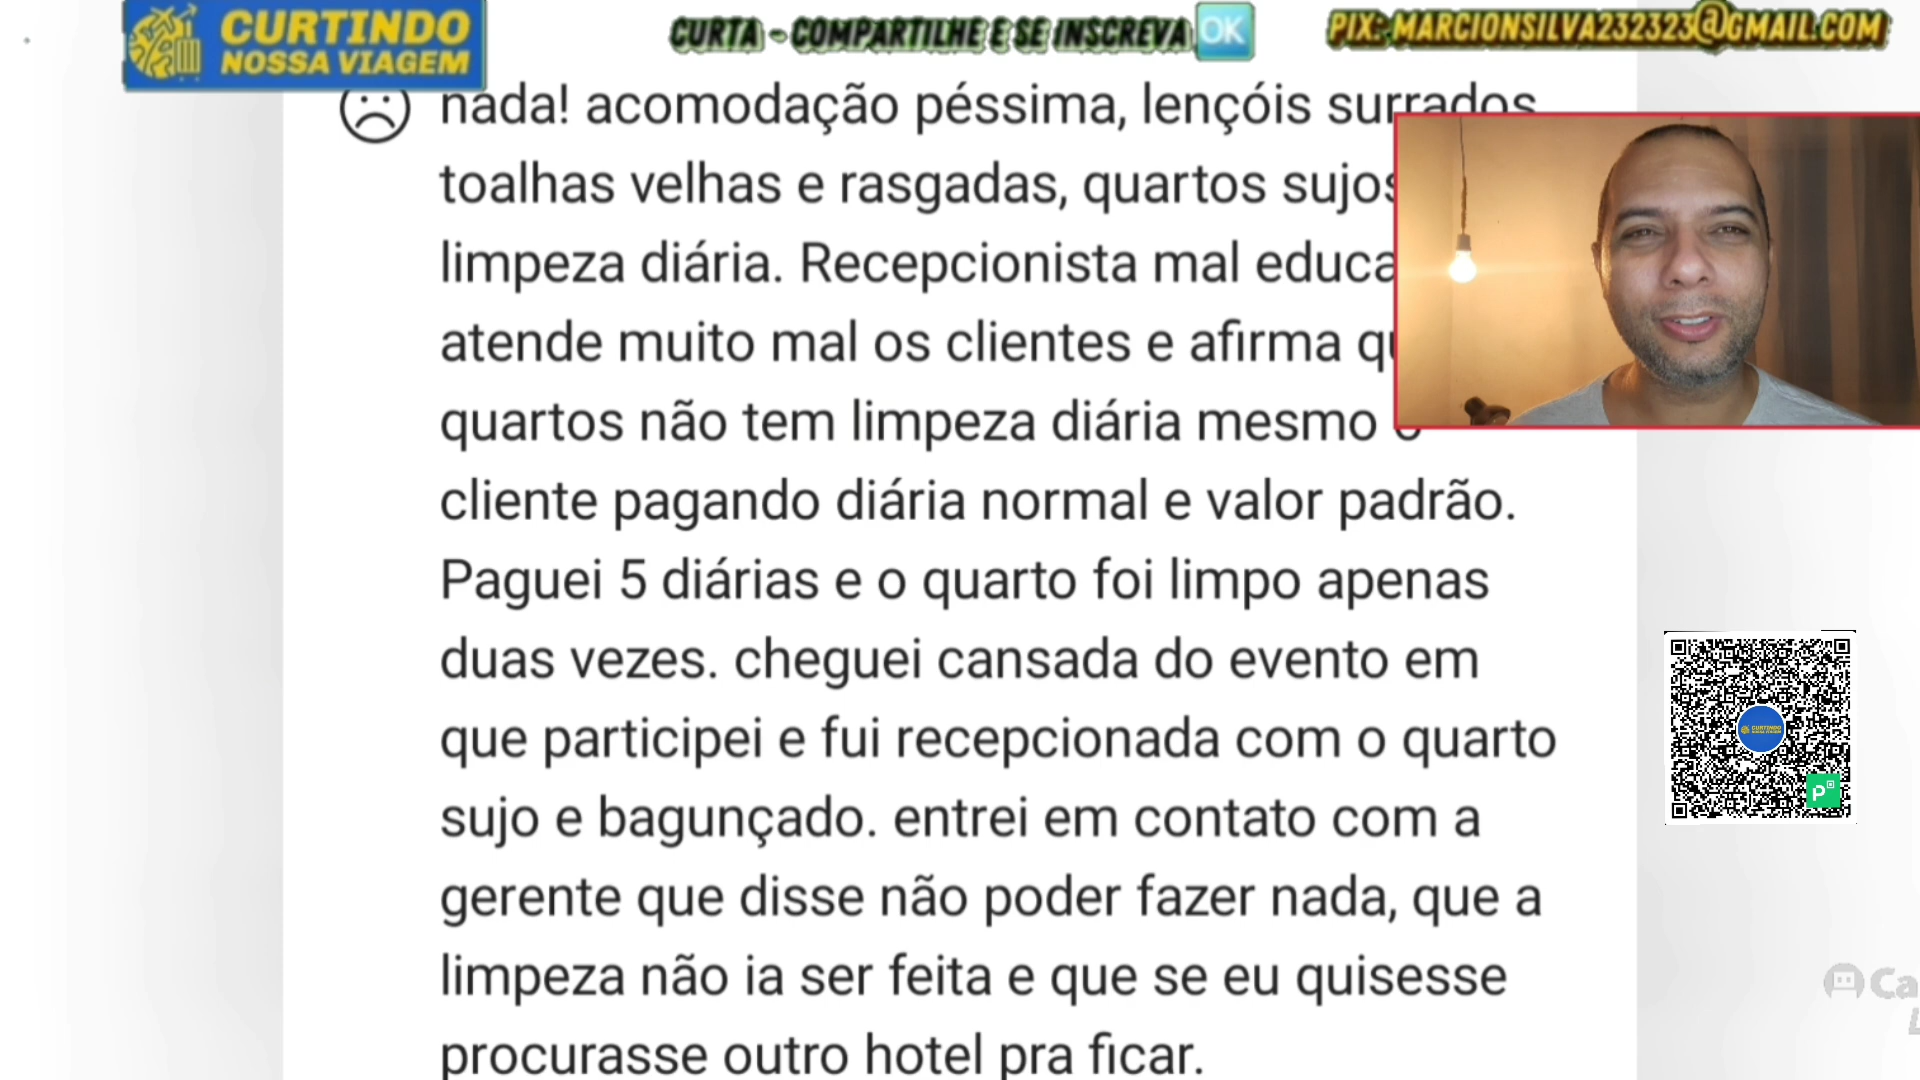 CURTINDO
NOSSA VIAGEM
CURTA - COMPARTILHE E SE INSCREVA OK
PIX: MARCIONSILVA232323@GMAIL.COM
nada! acomodação péssima, lençóis surrados
toalhas velhas e rasgadas, quartos sujos
limpeza diária. Recepcionista mal educa
atende muito mal os clientes e afirma
quartos não tem limpeza diária mesmo o
cliente pagando diária normal e valor padrão.
Paguei 5 diárias e o quarto foi limpo apenas
duas vezes. cheguei cansada do evento em
que participei e fui recepcionada com o quarto
sujo e bagunçado. entrei em contato com a
gerente que disse não poder fazer nada, que a
limpeza não ia ser feita e que se eu quisesse
procurasse outro hotel pra ficar.
CURTINDO
NOSSA VIAGEM
P
Ca